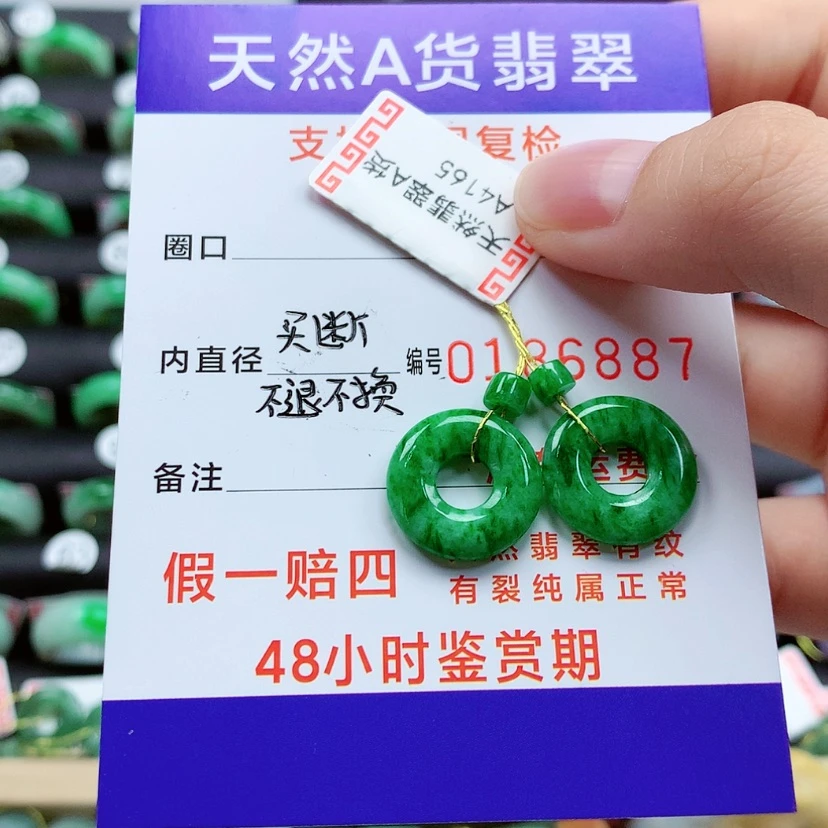 天然A货翡翠
支 复检
天然翡翠A货
A4165
圈口
买断
内直径 编号 0186887
不退不换
备注 运费
然翡翠有纹
假一赔四 有裂纯属正常
48小时鉴赏期